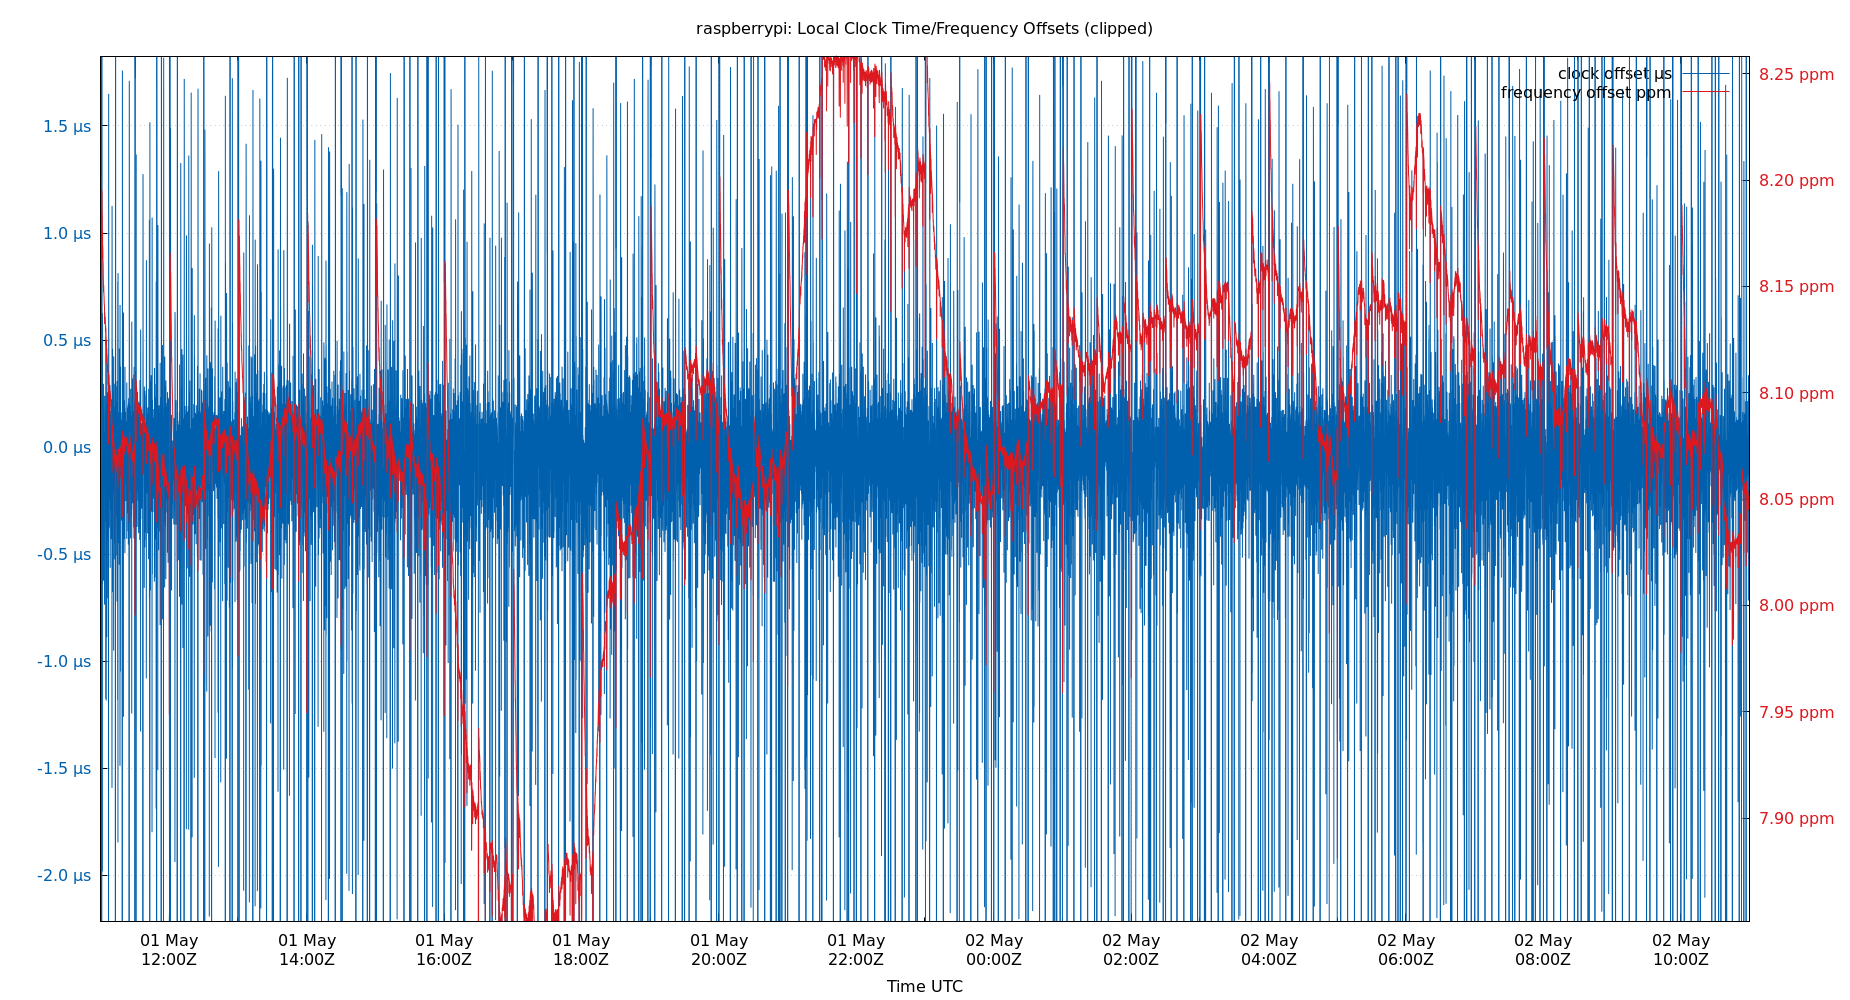 raspberrypi: Local Clock Time/Frequency Offsets (clipped)
clock offset µs
frequency offset ppm
1.5 µs
1.0 µs
0.5 µs
0.0 µs
-0.5 µs
-1.0 µs
-1.5 µs
-2.0 µs
8.25 ppm
8.20 ppm
8.15 ppm
8.10 ppm
8.05 ppm
8.00 ppm
7.95 ppm
7.90 ppm
01 May 01 May 01 May 01 May 01 May 01 May 02 May 02 May 02 May 02 May 02 May 02 May
12:00Z 14:00Z 16:00Z 18:00Z 20:00Z 22:00Z 00:00Z 02:00Z 04:00Z 06:00Z 08:00Z 10:00Z
Time UTC